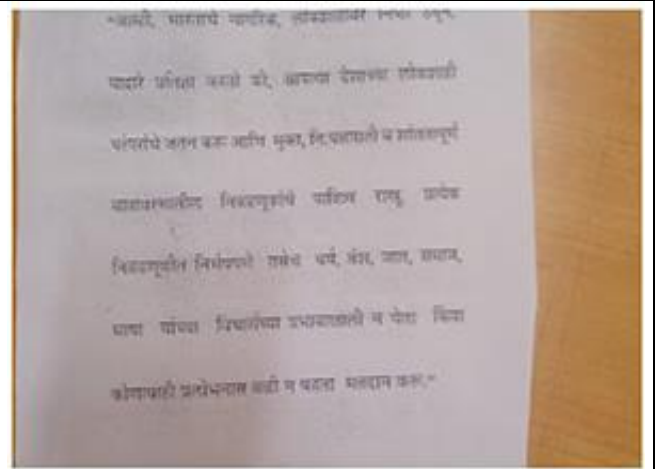 "आम्ही, भारताचे नागरिक, लोकशाहीवर निष्ठा ठेवून,
याद्वारे प्रतिज्ञा करतो की, आपल्या देशाच्या लोकशाही
परंपरांचे जतन करू आणि मुक्त, नि:पक्षपाती व शांततापूर्ण
वातावरणातील निवडणूकांचे पावित्र्य राखू प्रत्येक
निवडणूकीत निर्भयपणे तसेच धर्म, वंश, जात, समाज,
भाषा यांच्या विचारांच्या प्रभावाखाली न येता किंवा
कोणत्याही प्रलोभनास बळी न पडता मतदान करू."